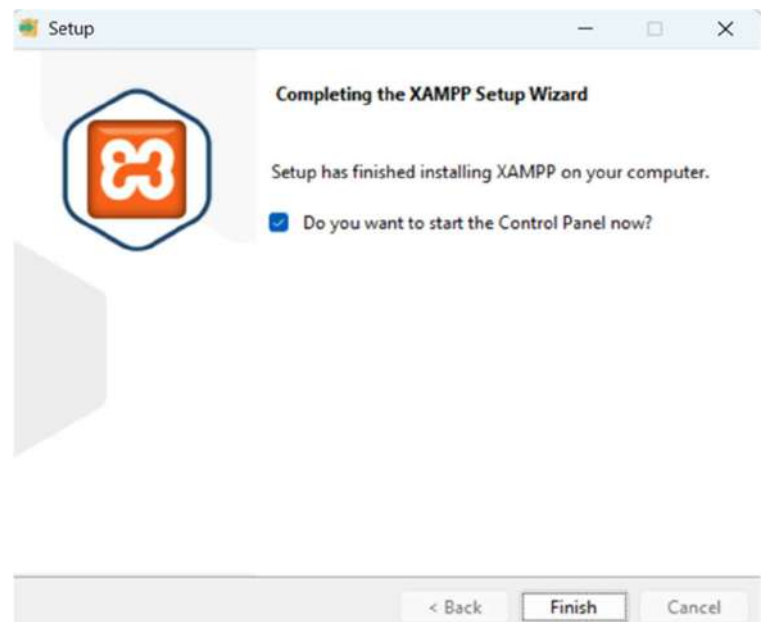 Setup
Completing the XAMPP Setup Wizard
Setup has finished installing XAMPP on your computer.
Do you want to start the Control Panel now?
< Back
Finish
Cancel